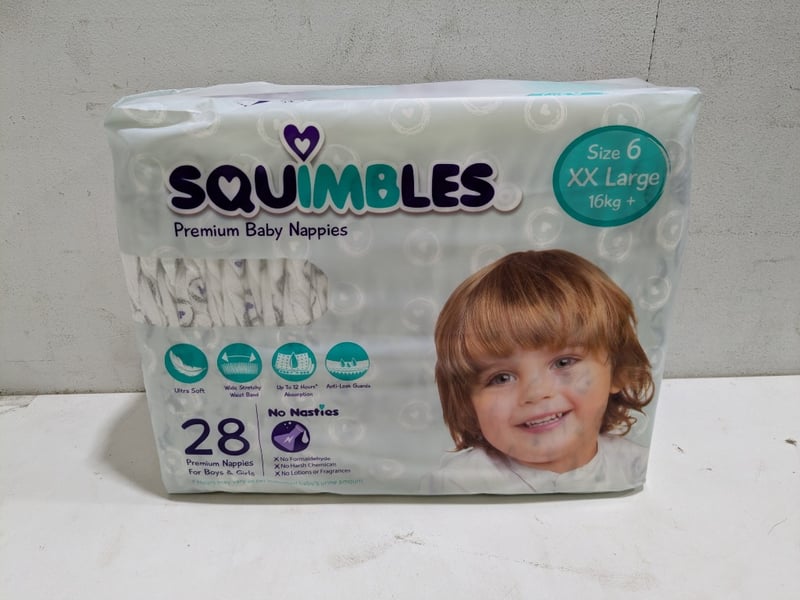 SQUIMBLES
Premium Baby Nappies
Size 6
XX Large
16kg +
Ultra Soft
Wide Stretchy
Waist Band
Up To 12 Hours*
Absorption
Anti-Leak Guards
28
Premium Nappies
For Boys & Girls
No Nasties
X No Formaldehyde
X No Harsh Chemicals
X No Lotions or Fragrances